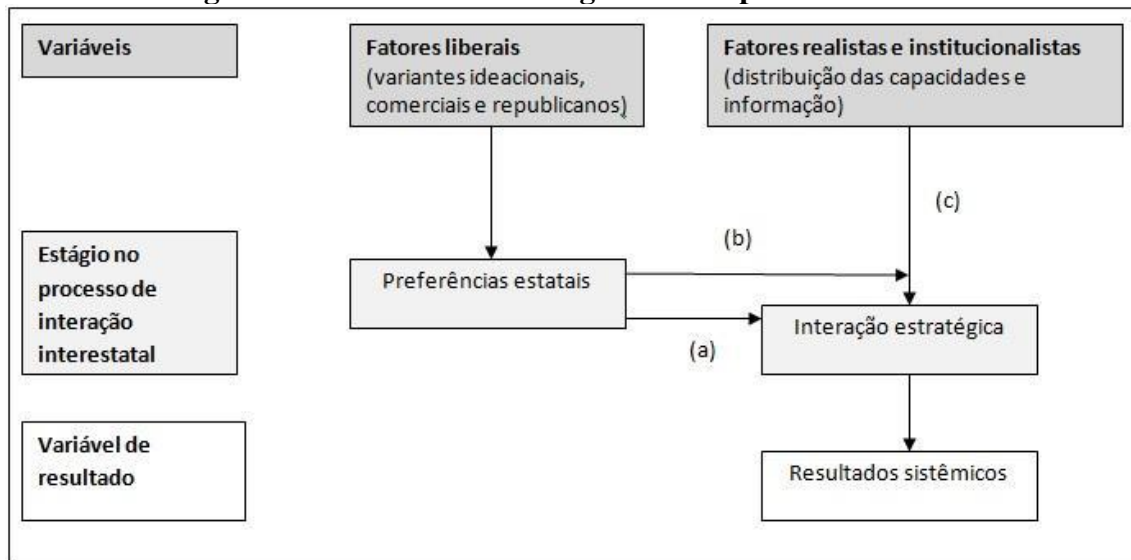 Variáveis
Fatores liberais
(variantes ideacionais,
comerciais e republicanos)
Fatores realistas e institucionalistas
(distribuição das capacidades e
informação)
(c)
(b)
Estágio no
processo de
interação
interestatal
Preferências estatais
Interação estratégica
(a)
Variável de
resultado
Resultados sistêmicos